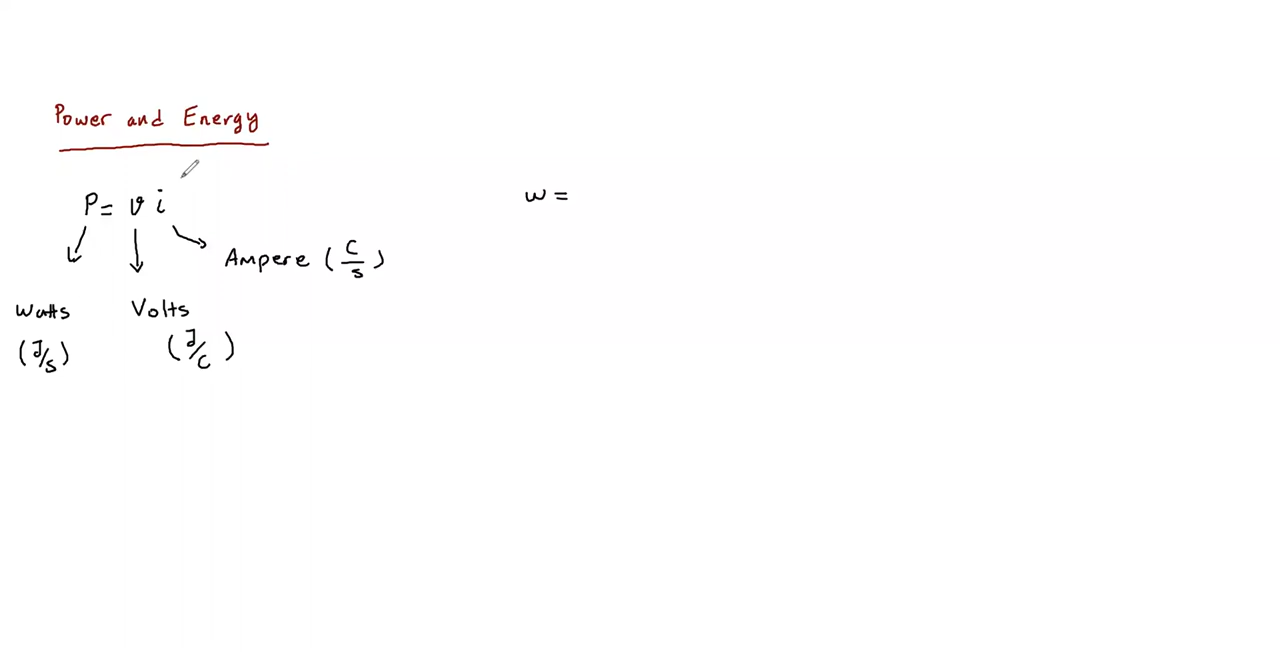 Power and Energy
P = v i
w =
Ampere (C/s)
Watts
Volts
(J/s)
(J/C)